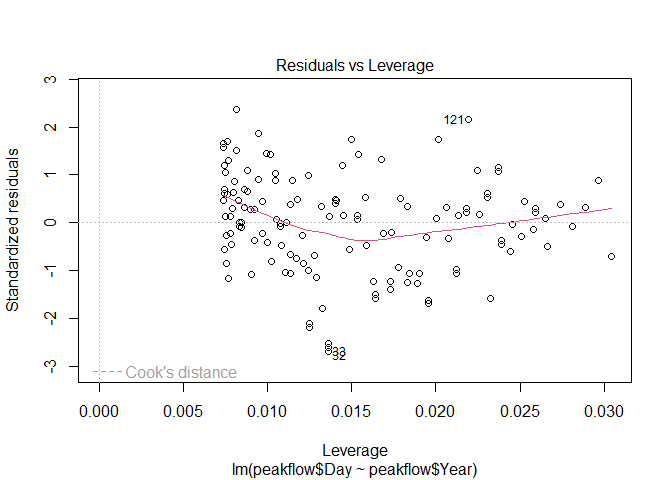 Residuals vs Leverage
Standardized residuals
3
2
1
0
-1
-2
-3
121
33
32
Cook's distance
0.000 0.005 0.010 0.015 0.020 0.025 0.030
Leverage
lm(peakflow$Day ~ peakflow$Year)